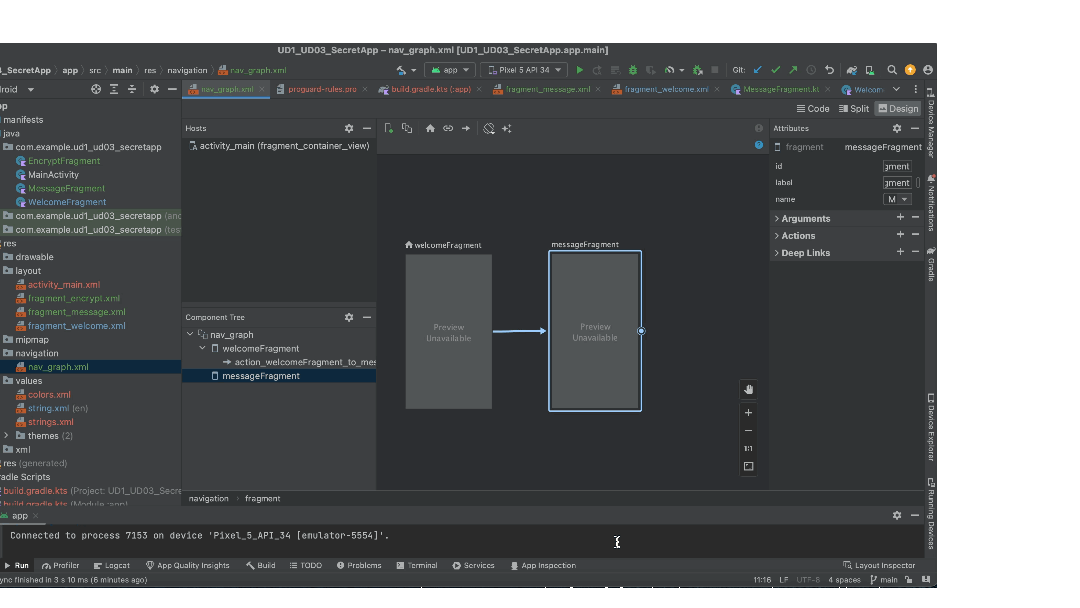 UD1_UD03_SecretApp – nav_graph.xml [UD1_UD03_SecretApp.app.main]
_SecretApp app src main res navigation nav_graph.xml
app Pixel 5 API 34 Git:
roid
nav_graph.xml proguard-rules.pro build.gradle.kts (:app) fragment_message.xml fragment_welcome.xml MessageFragment.kt Welcom
Code Split Design
pp
manifests
java
com.example.ud1_ud03_secretapp
EncryptFragment
MainActivity
MessageFragment
WelcomeFragment
com.example.ud1_ud03_secretapp (and
com.example.ud1_ud03_secretapp (tes
res
drawable
layout
activity_main.xml
fragment_encrypt.xml
fragment_message.xml
fragment_welcome.xml
mipmap
navigation
nav_graph.xml
values
colors.xml
string.xml (en)
strings.xml
themes (2)
xml
res (generated)
radle Scripts
build.gradle.kts (Project: UD1_UD03_Secre
build.gradle.kts (Module :app)
Hosts
activity_main (fragment_container_view)
Component Tree
nav_graph
welcomeFragment
action_welcomeFragment_to_mes
messageFragment
welcomeFragment
Preview
Unavailable
messageFragment
Preview
Unavailable
1:1
navigation fragment
Attributes
fragment messageFragment
id gment
label gment
name M
Arguments
Actions
Deep Links
Device Manager
Notifications
Gradle
Device Explorer
Running Devices
app
Connected to process 7153 on device 'Pixel_5_API_34 [emulator-5554]'.
Run Profiler Logcat App Quality Insights Build TODO Problems Terminal Services App Inspection Layout Inspector
ync finished in 3 s 10 ms (6 minutes ago) 11:16 LF UTF-8 4 spaces main